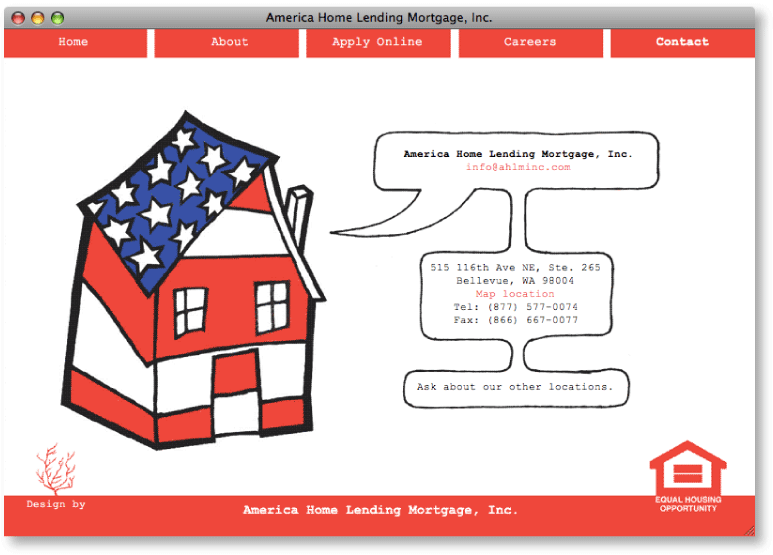 America Home Lending Mortgage, Inc.
Home About Apply Online Careers Contact
America Home Lending Mortgage, Inc.
info@ahlminc.com
515 116th Ave NE, Ste. 265
Bellevue, WA 98004
Map location
Tel: (877) 577-0074
Fax: (866) 667-0077
Ask about our other locations.
Design by
America Home Lending Mortgage, Inc.
EQUAL HOUSING
OPPORTUNITY